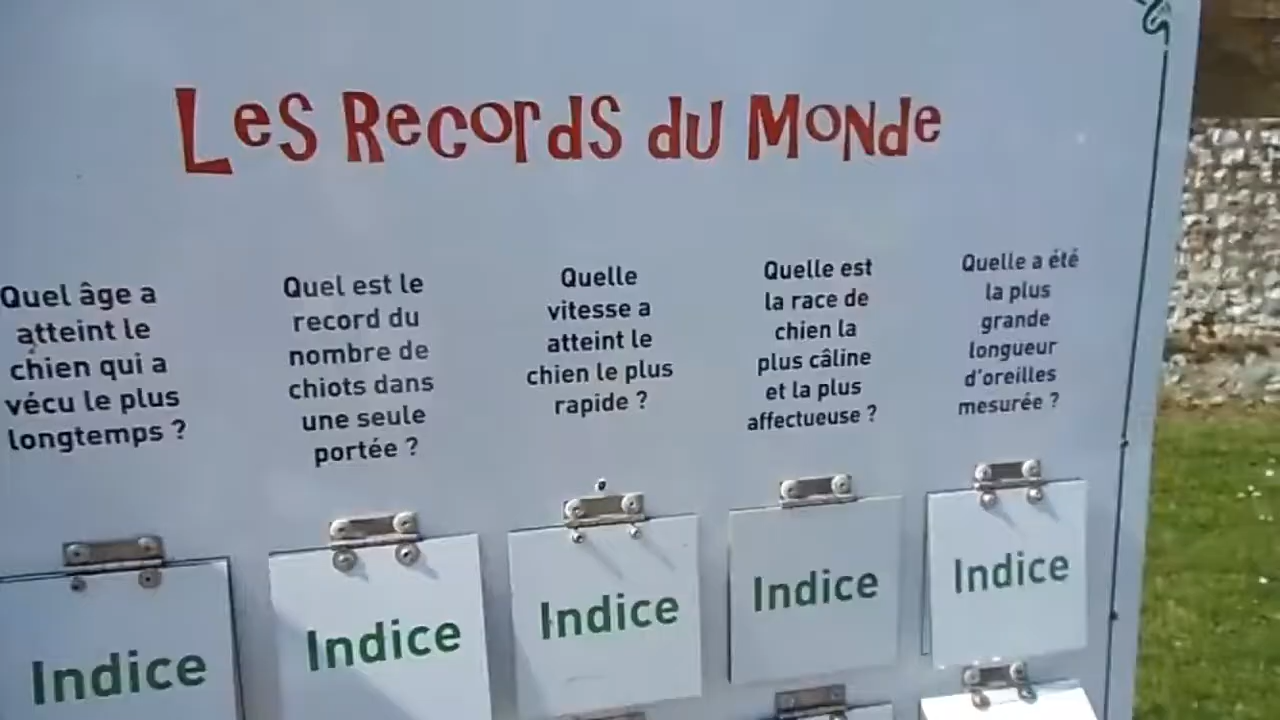 Les Records du Monde
Quel âge a
atteint le
chien qui a
vécu le plus
longtemps ?
Quel est le
record du
nombre de
chiots dans
une seule
portée ?
Quelle
vitesse a
atteint le
chien le plus
rapide ?
Quelle est
la race de
chien la
plus câline
et la plus
affectueuse ?
Quelle a été
la plus
grande
longueur
d'oreilles
mesurée ?
Indice
Indice
Indice
Indice
Indice